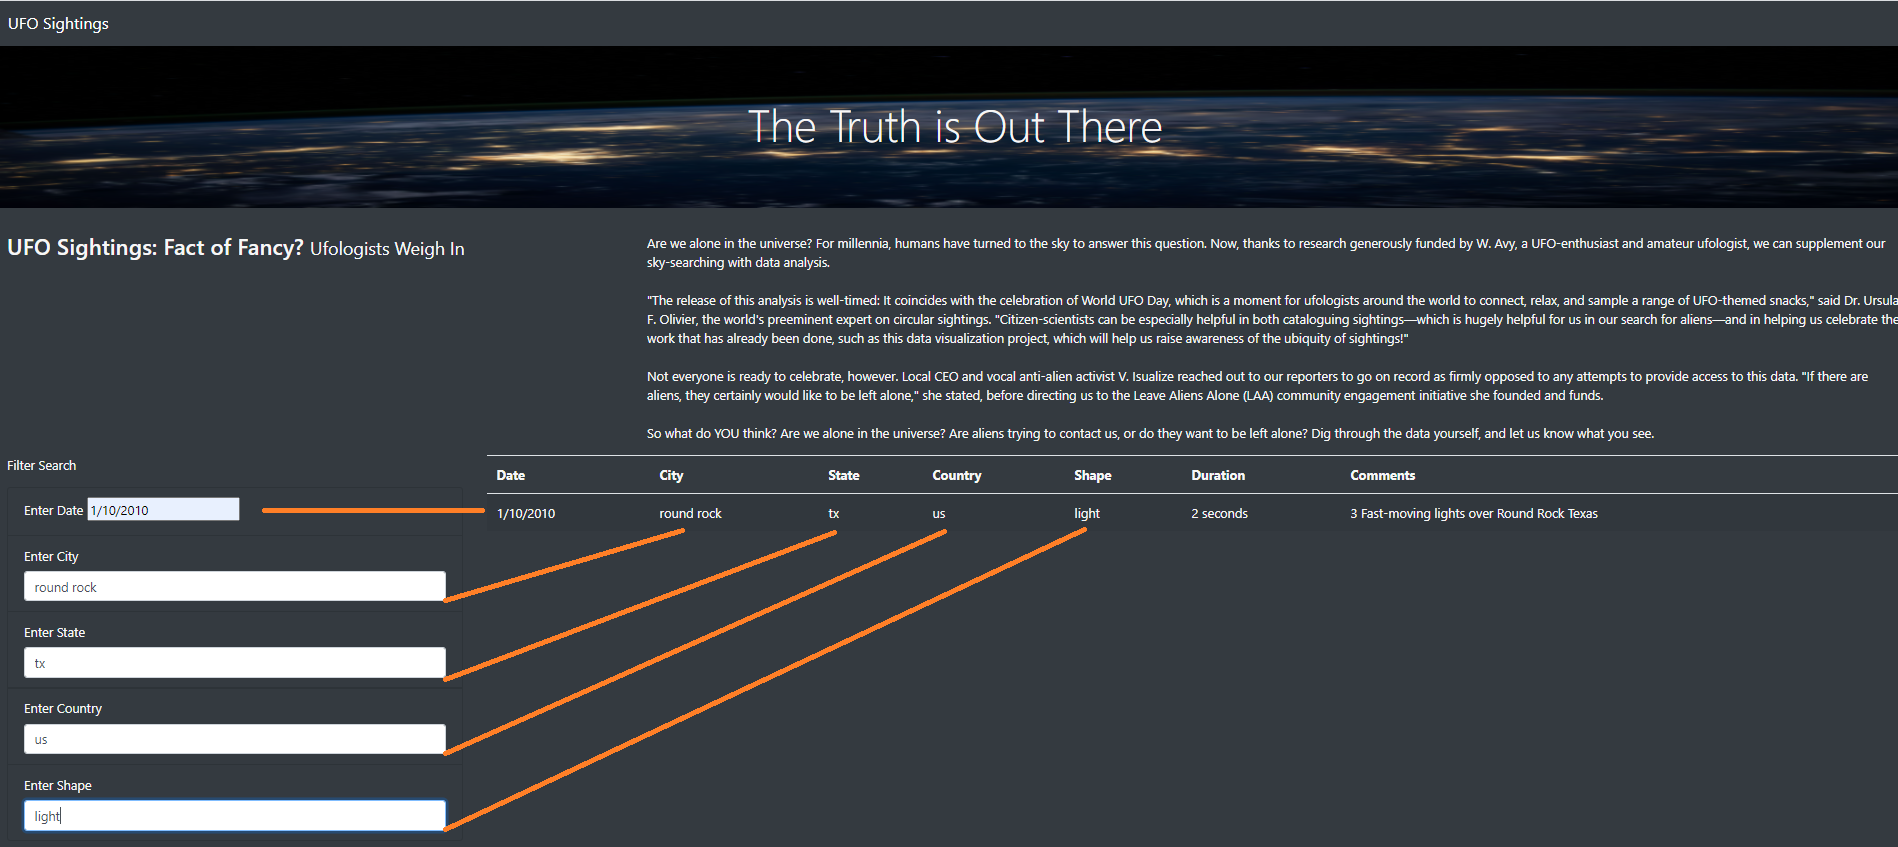 UFO Sightings
The Truth is Out There
UFO Sightings: Fact of Fancy? Ufologists Weigh In
Are we alone in the universe? For millennia, humans have turned to the sky to answer this question. Now, thanks to research generously funded by W. Avy, a UFO-enthusiast and amateur ufologist, we can supplement our
sky-searching with data analysis.
"The release of this analysis is well-timed: It coincides with the celebration of World UFO Day, which is a moment for ufologists around the world to connect, relax, and sample a range of UFO-themed snacks," said Dr. Ursula
F. Olivier, the world's preeminent expert on circular sightings. "Citizen-scientists can be especially helpful in both cataloguing sightings—which is hugely helpful for us in our search for aliens—and in helping us celebrate the
work that has already been done, such as this data visualization project, which will help us raise awareness of the ubiquity of sightings!"
Not everyone is ready to celebrate, however. Local CEO and vocal anti-alien activist V. Isualize reached out to our reporters to go on record as firmly opposed to any attempts to provide access to this data. "If there are
aliens, they certainly would like to be left alone," she stated, before directing us to the Leave Aliens Alone (LAA) community engagement initiative she founded and funds.
So what do YOU think? Are we alone in the universe? Are aliens trying to contact us, or do they want to be left alone? Dig through the data yourself, and let us know what you see.
Filter Search
Enter Date 1/10/2010
Enter City
round rock
Enter State
tx
Enter Country
us
Enter Shape
light
Date City State Country Shape Duration Comments
1/10/2010 round rock tx us light 2 seconds 3 Fast-moving lights over Round Rock Texas